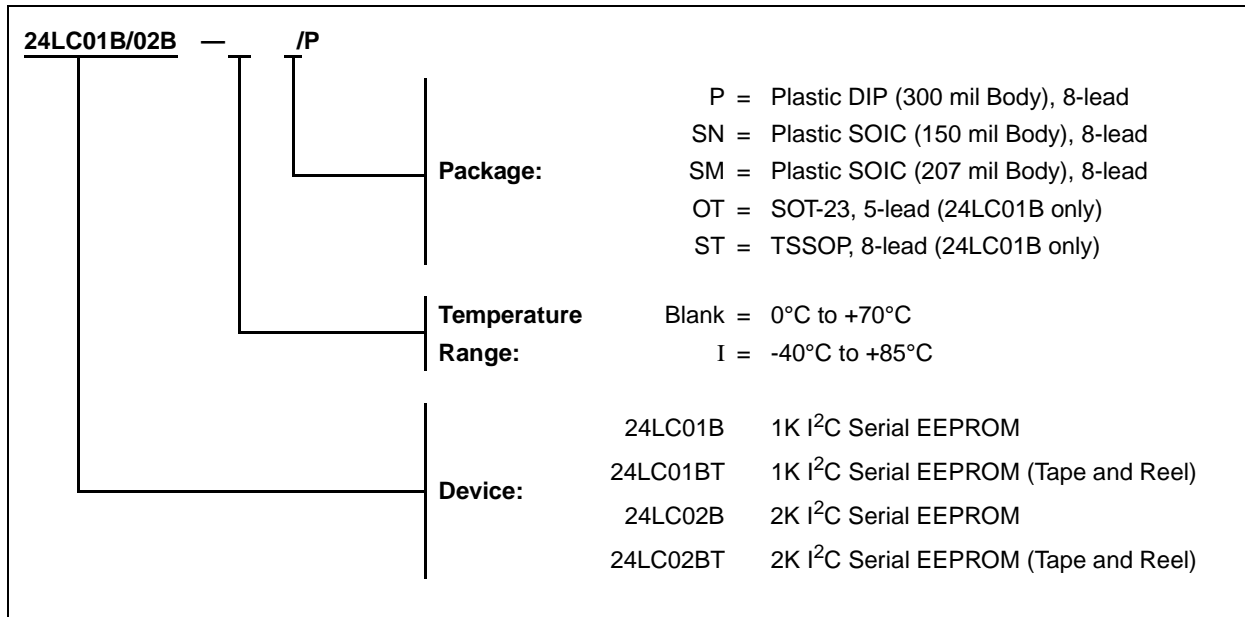 24LC01B/02B — /P
Package:
P = Plastic DIP (300 mil Body), 8-lead
SN = Plastic SOIC (150 mil Body), 8-lead
SM = Plastic SOIC (207 mil Body), 8-lead
OT = SOT-23, 5-lead (24LC01B only)
ST = TSSOP, 8-lead (24LC01B only)
Temperature
Range:
Blank = 0°C to +70°C
I = -40°C to +85°C
Device:
24LC01B 1K I²C Serial EEPROM
24LC01BT 1K I²C Serial EEPROM (Tape and Reel)
24LC02B 2K I²C Serial EEPROM
24LC02BT 2K I²C Serial EEPROM (Tape and Reel)